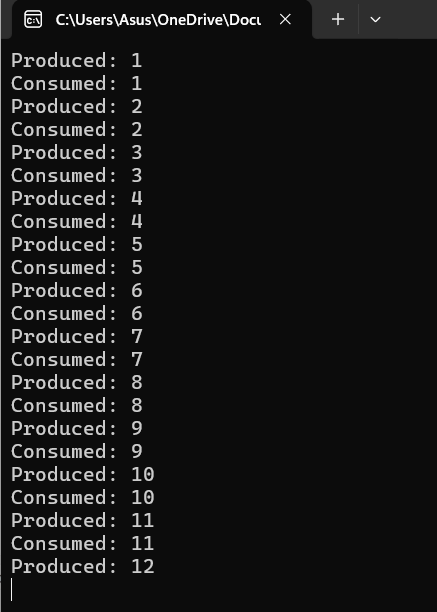 C:\Users\Asus\OneDrive\Docu
Produced: 1
Consumed: 1
Produced: 2
Consumed: 2
Produced: 3
Consumed: 3
Produced: 4
Consumed: 4
Produced: 5
Consumed: 5
Produced: 6
Consumed: 6
Produced: 7
Consumed: 7
Produced: 8
Consumed: 8
Produced: 9
Consumed: 9
Produced: 10
Consumed: 10
Produced: 11
Consumed: 11
Produced: 12